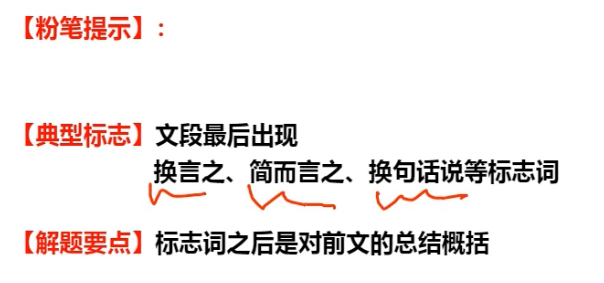 【粉笔提示】：
【典型标志】文段最后出现
换言之、简而言之、换句话说等标志词
【解题要点】标志词之后是对前文的总结概括